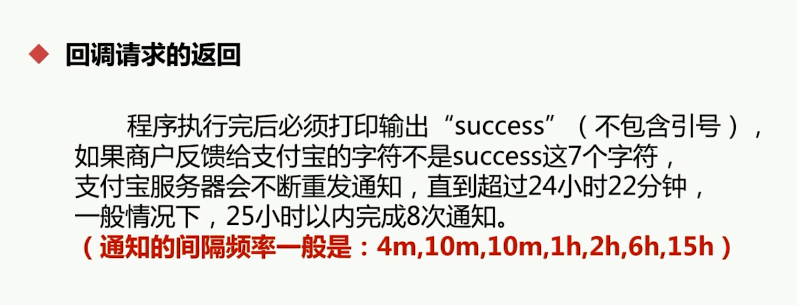 回调请求的返回
程序执行完后必须打印输出“success”（不包含引号），
如果商户反馈给支付宝的字符不是success这7个字符，
支付宝服务器会不断重发通知，直到超过24小时22分钟，
一般情况下，25小时以内完成8次通知。
（通知的间隔频率一般是：4m,10m,10m,1h,2h,6h,15h）